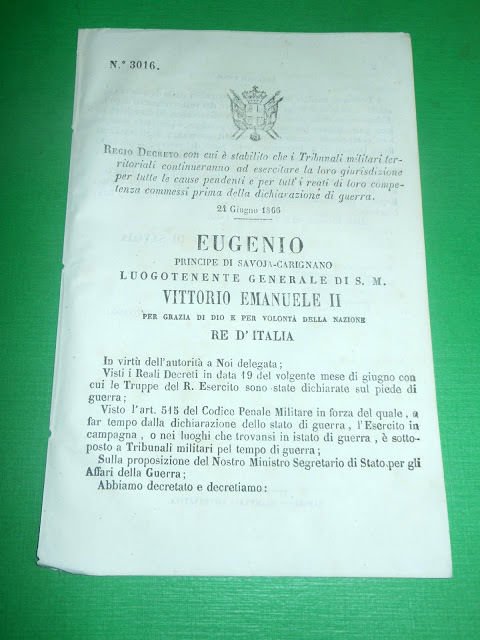 N.° 3016.
REGIO DECRETO con cui è stabilito che i Tribunali militari ter-
ritoriali continueranno ad esercitare la loro giurisdizione
per tutte le cause pendenti e per tutt'i reati di loro compe-
tenza commessi prima della dichiarazione di guerra.
21 Giugno 1866
EUGENIO
PRINCIPE DI SAVOJA-CARIGNANO
LUOGOTENENTE GENERALE DI S. M.
VITTORIO EMANUELE II
PER GRAZIA DI DIO E PER VOLONTÀ DELLA NAZIONE
RE D'ITALIA
In virtù dell'autorità a Noi delegata;
Visti i Reali Decreti in data 19 del volgente mese di giugno con
cui le Truppe del R. Esercito sono state dichiarate sul piede di
guerra;
Visto l'art. 515 del Codice Penale Militare in forza del quale, a
far tempo dalla dichiarazione dello stato di guerra, l'Esercito in
campagna, o nei luoghi che trovansi in istato di guerra, è sotto-
posto a Tribunali militari pel tempo di guerra;
Sulla proposizione del Nostro Ministro Segretario di Stato per gli
Affari della Guerra;
Abbiamo decretato e decretiamo: